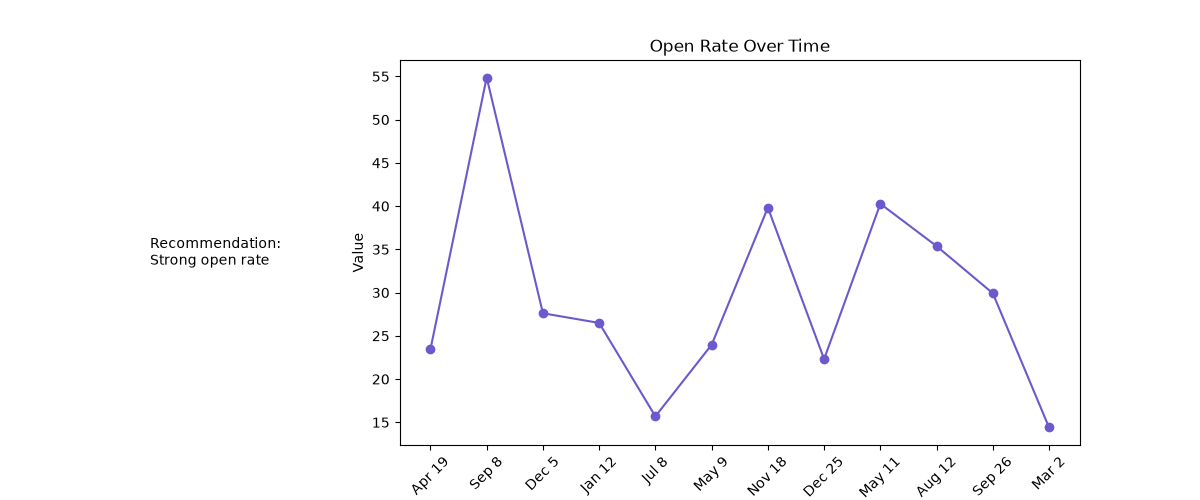 Open Rate Over Time
Recommendation:
Strong open rate
Value
55
50
45
40
35
30
25
20
15
Apr 19
Sep 8
Dec 5
Jan 12
Jul 8
May 9
Nov 18
Dec 25
May 11
Aug 12
Sep 26
Mar 2